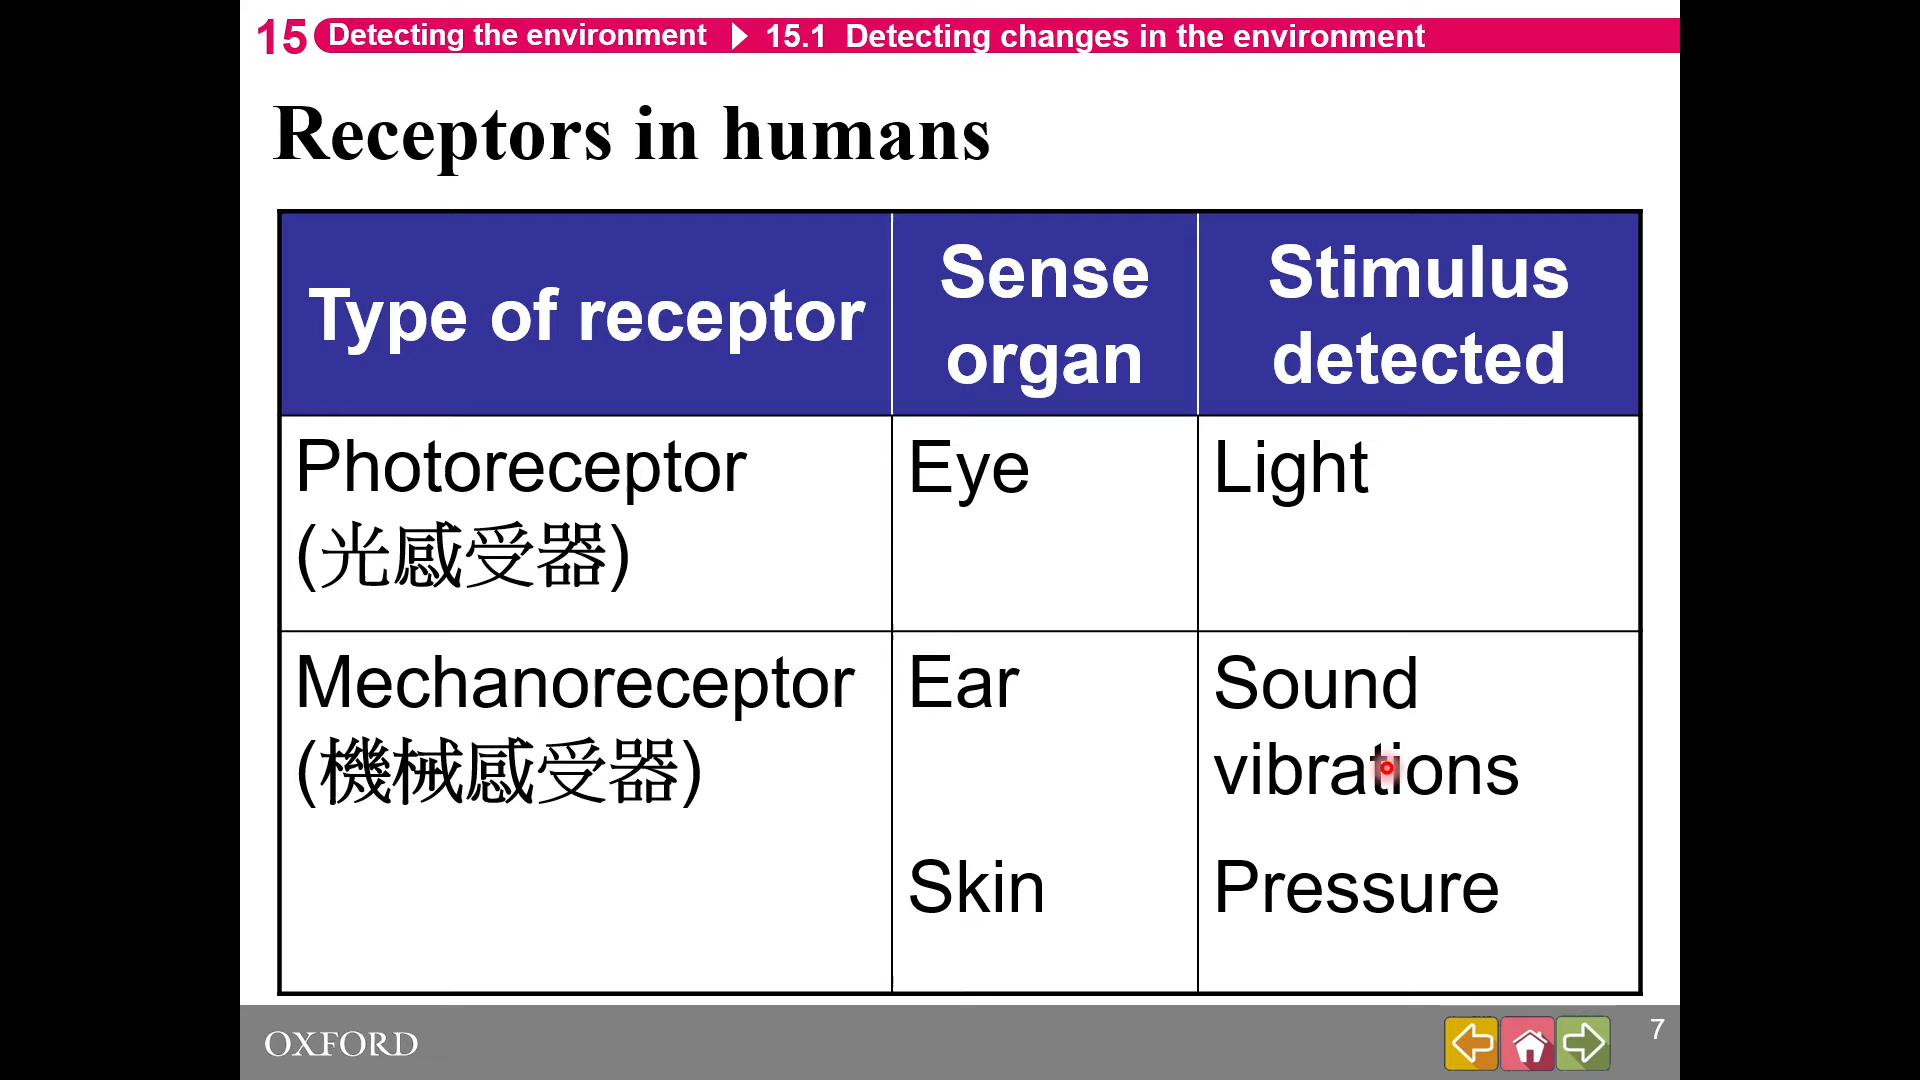 15 Detecting the environment 15.1 Detecting changes in the environment
Receptors in humans
Type of receptor
Sense
organ
Stimulus
detected
Photoreceptor
(光感受器)
Eye
Light
Mechanoreceptor
(機械感受器)
Ear
Sound
vibrations
Skin
Pressure
OXFORD
7